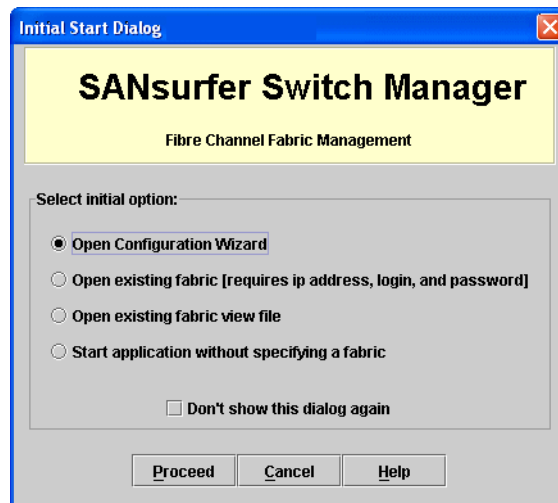 Initial Start Dialog
SANsurfer Switch Manager
Fibre Channel Fabric Management
Select initial option:
Open Configuration Wizard
Open existing fabric [requires ip address, login, and password]
Open existing fabric view file
Start application without specifying a fabric
Don't show this dialog again
Proceed Cancel Help